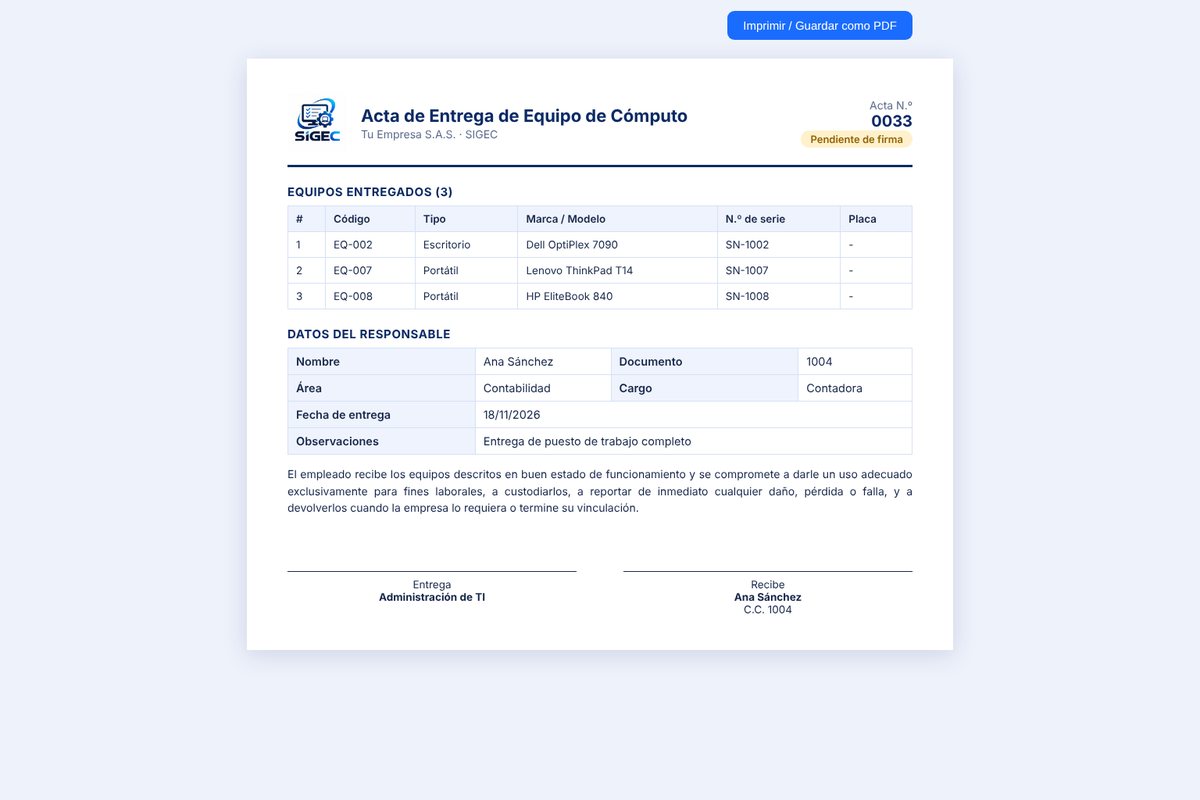 Imprimir / Guardar como PDF
SiGEC
Acta de Entrega de Equipo de Cómputo
Tu Empresa S.A.S. · SIGEC
Acta N.º
0033
Pendiente de firma
EQUIPOS ENTREGADOS (3)
# Código Tipo Marca / Modelo N.º de serie Placa
1 EQ-002 Escritorio Dell OptiPlex 7090 SN-1002 -
2 EQ-007 Portátil Lenovo ThinkPad T14 SN-1007 -
3 EQ-008 Portátil HP EliteBook 840 SN-1008 -
DATOS DEL RESPONSABLE
Nombre Ana Sánchez Documento 1004
Área Contabilidad Cargo Contadora
Fecha de entrega 18/11/2026
Observaciones Entrega de puesto de trabajo completo
El empleado recibe los equipos descritos en buen estado de funcionamiento y se compromete a darle un uso adecuado
exclusivamente para fines laborales, a custodiarlos, a reportar de inmediato cualquier daño, pérdida o falla, y a
devolverlos cuando la empresa lo requiera o termine su vinculación.
Entrega
Administración de TI
Recibe
Ana Sánchez
C.C. 1004